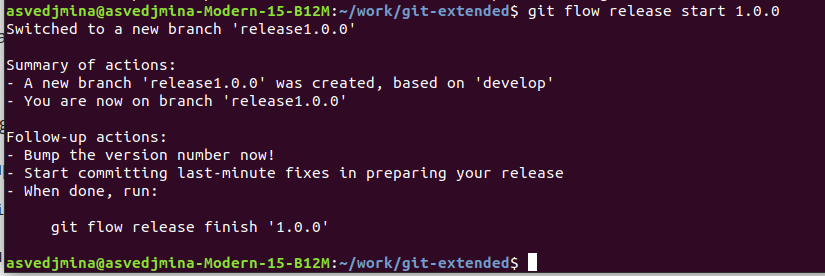 asvedjmina@asvedjmina-Modern-15-B12M:~/work/git-extended$ git flow release start 1.0.0
Switched to a new branch 'release1.0.0'

Summary of actions:
- A new branch 'release1.0.0' was created, based on 'develop'
- You are now on branch 'release1.0.0'

Follow-up actions:
- Bump the version number now!
- Start committing last-minute fixes in preparing your release
- When done, run:

     git flow release finish '1.0.0'

asvedjmina@asvedjmina-Modern-15-B12M:~/work/git-extended$